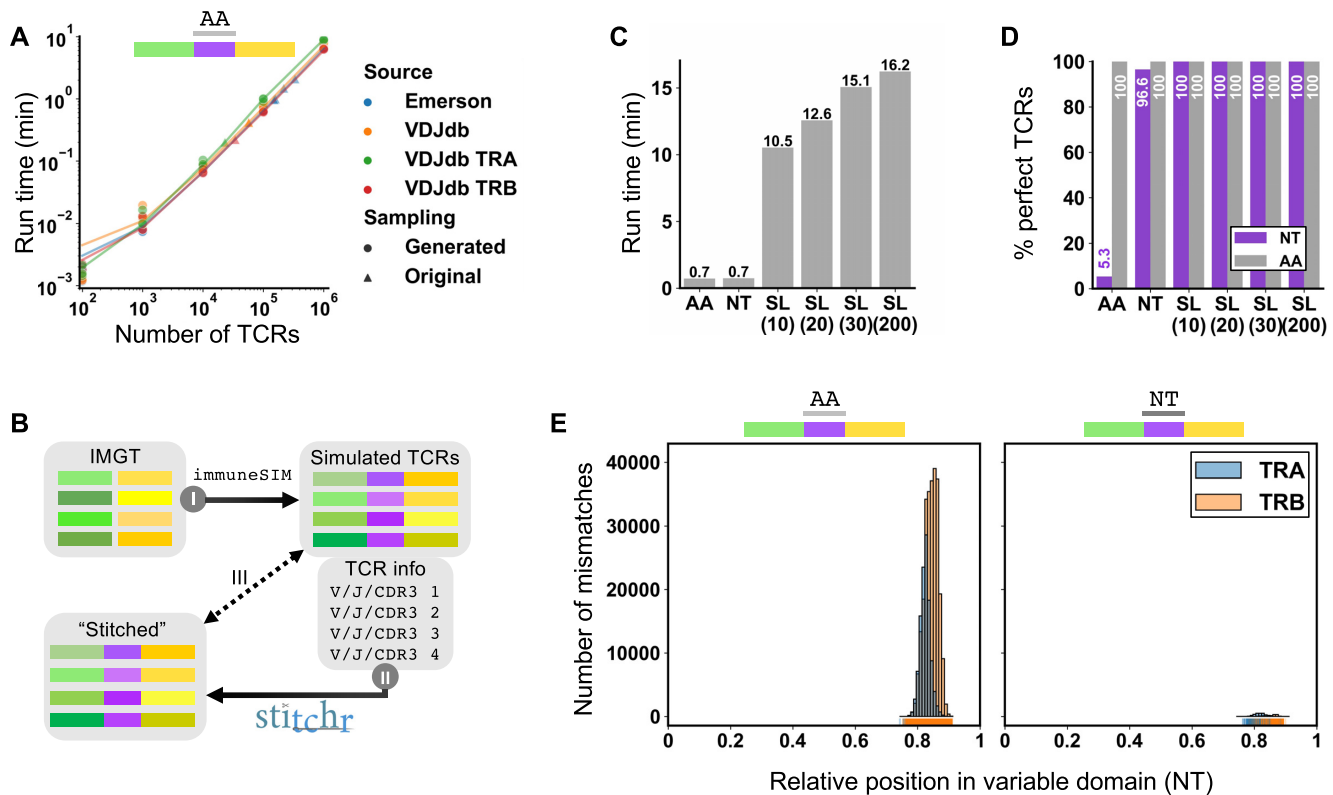 A
AA
Run time (min)
10^1
10^0
10^−1
10^−2
10^−3
10^2
10^3
10^4
10^5
10^6
Number of TCRs
Source
Emerson
VDJdb
VDJdb TRA
VDJdb TRB
Sampling
Generated
Original
C
Run time (min)
15
10
5
0
0.7
0.7
10.5
12.6
15.1
16.2
AA NT SL SL SL SL
(10) (20) (30) (200)
D
% perfect TCRs
100
80
60
40
20
0
5.3
100
96.6
100
100
100
100
100
100
100
100
100
NT
AA
AA NT SL SL SL SL
(10) (20) (30) (200)
B
IMGT
immuneSIM
I
Simulated TCRs
TCR info
V/J/CDR3 1
V/J/CDR3 2
V/J/CDR3 3
V/J/CDR3 4
II
III
“Stitched”
stitchr
E
AA
NT
Number of mismatches
40000
30000
20000
10000
0
TRA
TRB
0 0.2 0.4 0.6 0.8 1
0 0.2 0.4 0.6 0.8 1
Relative position in variable domain (NT)